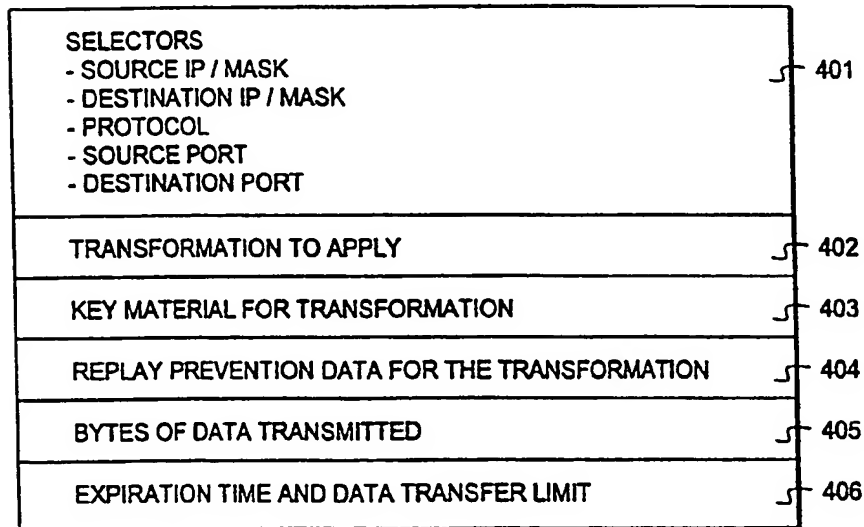 SELECTORS
- SOURCE IP / MASK
- DESTINATION IP / MASK
- PROTOCOL
- SOURCE PORT
- DESTINATION PORT
401
TRANSFORMATION TO APPLY
402
KEY MATERIAL FOR TRANSFORMATION
403
REPLAY PREVENTION DATA FOR THE TRANSFORMATION
404
BYTES OF DATA TRANSMITTED
405
EXPIRATION TIME AND DATA TRANSFER LIMIT
406